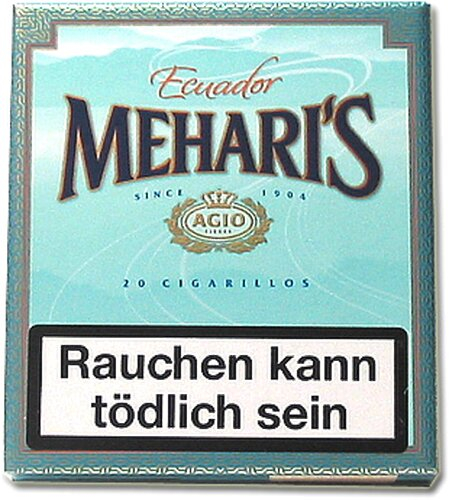 Ecuador
MEHARI'S
SINCE 1904
AGIO
CIGARS
20 CIGARILLOS
Rauchen kann
tödlich sein